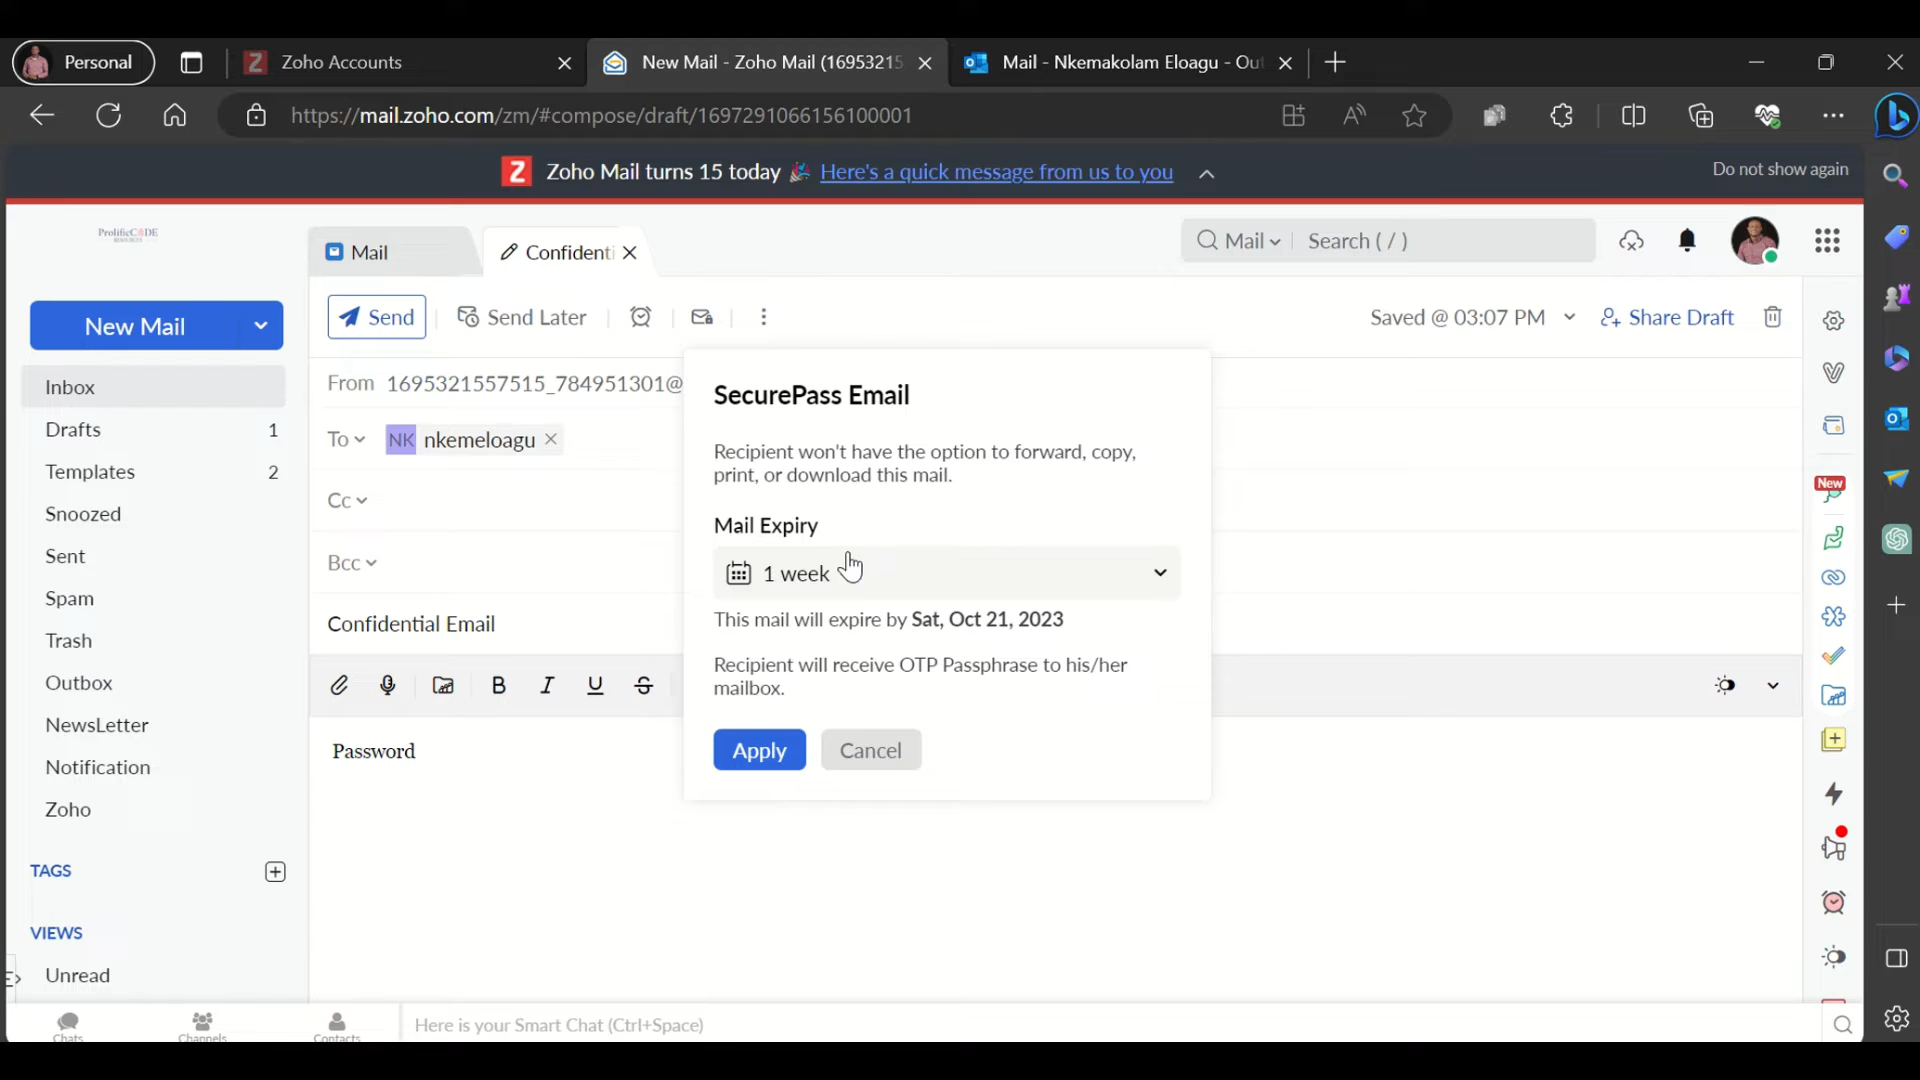 Personal
Zoho Accounts
New Mail - Zoho Mail (16953215
Mail - Nkemakolam Eloagu - Out
https://mail.zoho.com/zm/#compose/draft/1697291066156100001
Zoho Mail turns 15 today Here's a quick message from us to you
Do not show again
ProlificCODE
RESOURCES
Mail
Confidenti
Mail
Search ( / )
New Mail
Send
Send Later
Saved @ 03:07 PM
Share Draft
Inbox
Drafts 1
Templates 2
Snoozed
Sent
Spam
Trash
Outbox
NewsLetter
Notification
Zoho
TAGS
VIEWS
Unread
From 1695321557515_784951301@
To NK nkemeloagu
Cc
Bcc
Confidential Email
Password
SecurePass Email
Recipient won't have the option to forward, copy,
print, or download this mail.
Mail Expiry
1 week
This mail will expire by Sat, Oct 21, 2023
Recipient will receive OTP Passphrase to his/her
mailbox.
Apply
Cancel
New
Chats
Channels
Contacts
Here is your Smart Chat (Ctrl+Space)